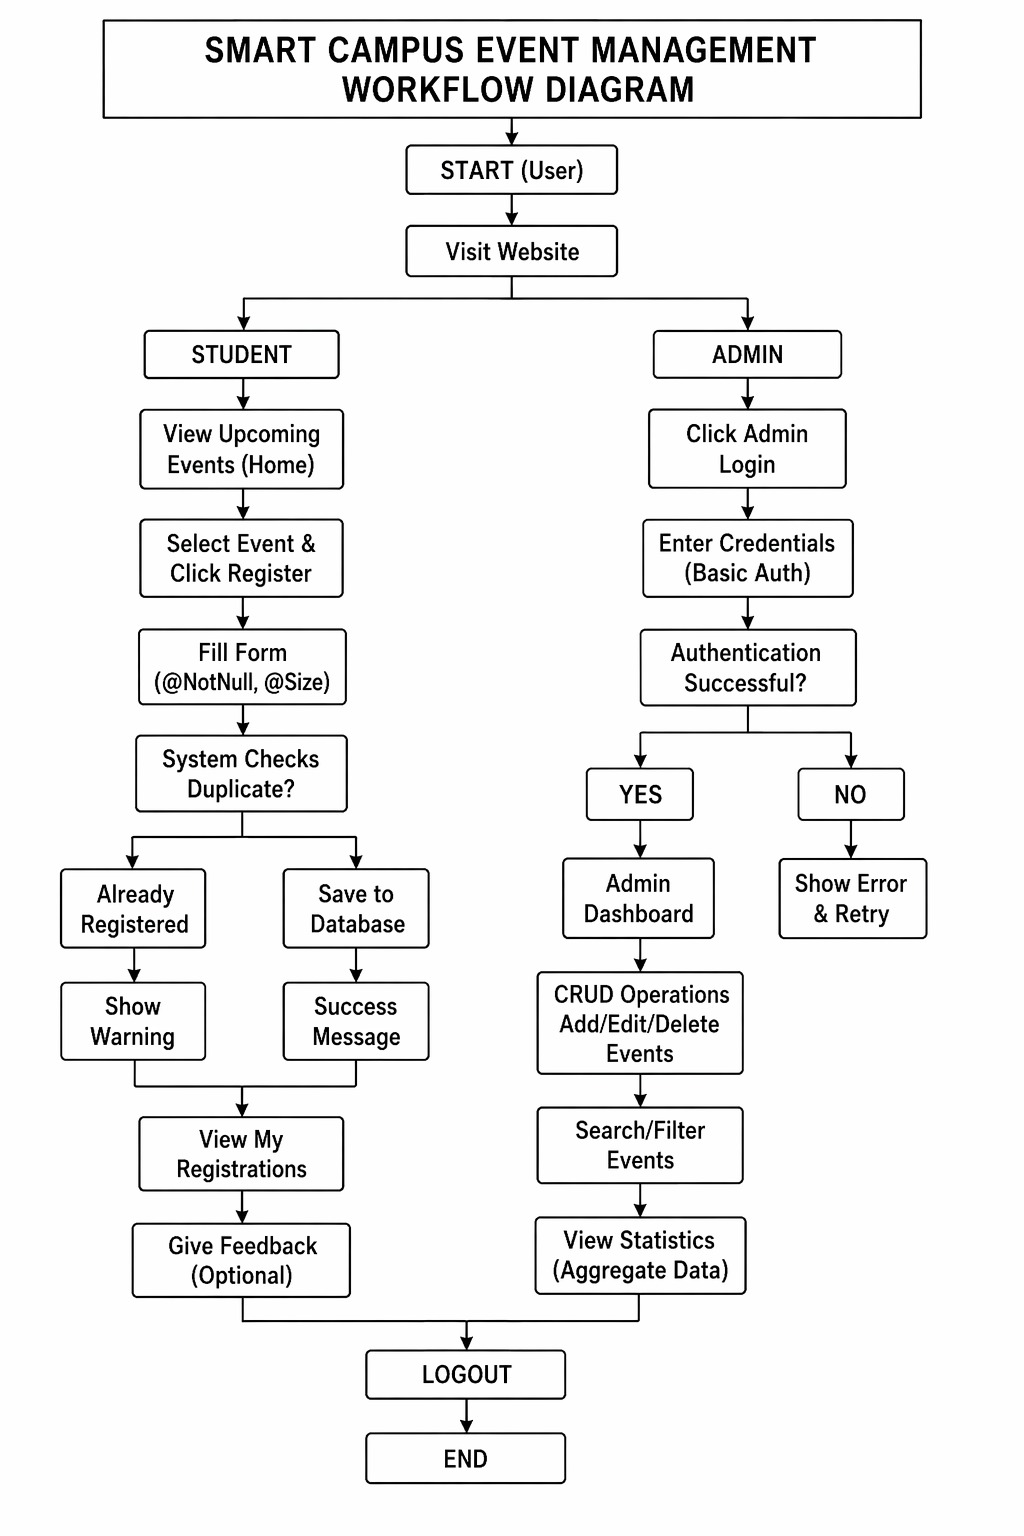 SMART CAMPUS EVENT MANAGEMENT
WORKFLOW DIAGRAM
START (User)
Visit Website
STUDENT
View Upcoming
Events (Home)
Select Event &
Click Register
Fill Form
(@NotNull, @Size)
System Checks
Duplicate?
Already
Registered
Show
Warning
Save to
Database
Success
Message
View My
Registrations
Give Feedback
(Optional)
ADMIN
Click Admin
Login
Enter Credentials
(Basic Auth)
Authentication
Successful?
YES
Admin
Dashboard
CRUD Operations
Add/Edit/Delete
Events
Search/Filter
Events
View Statistics
(Aggregate Data)
NO
Show Error
& Retry
LOGOUT
END